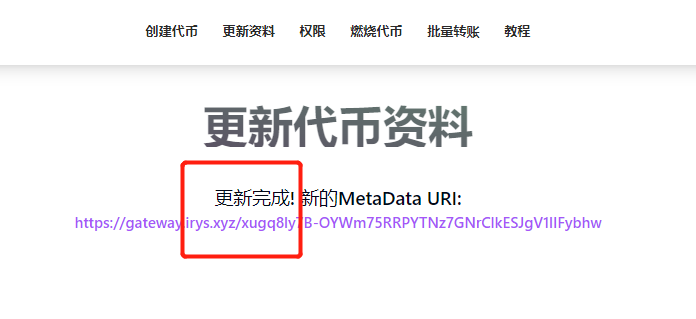 创建代币 更新资料 权限 燃烧代币 批量转账 教程
更新代币资料
更新完成! 新的MetaData URI:
https://gateway.irys.xyz/xugq8ly7B-OYWm75RRPYTNz7GNrClkESJgV1lIFybhw